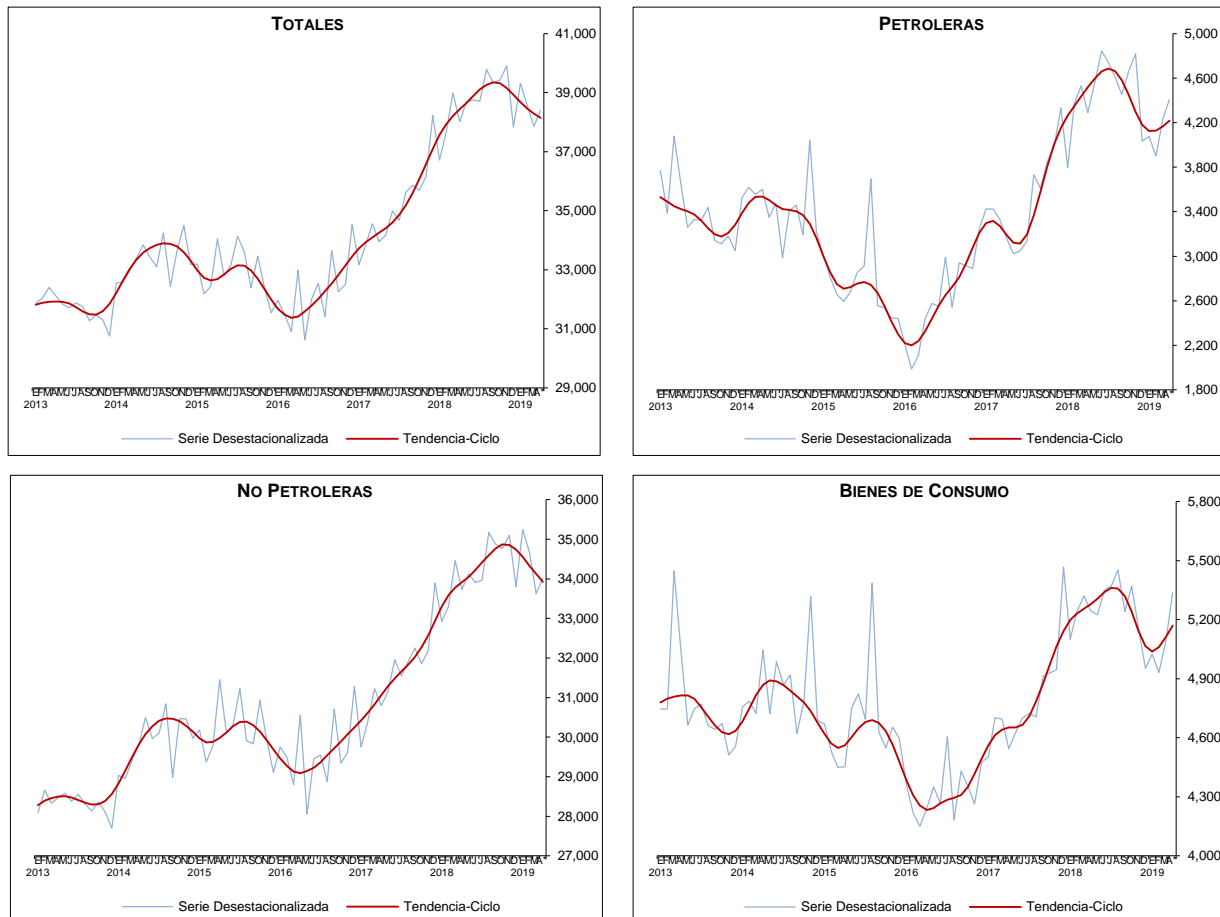 TOTALES
41,000
39,000
37,000
35,000
33,000
31,000
29,000
2013 2014 2015 2016 2017 2018 2019
Serie Desestacionalizada Tendencia-Ciclo
PETROLERAS
5,000
4,600
4,200
3,800
3,400
3,000
2,600
2,200
1,800
2013 2014 2015 2016 2017 2018 2019
Serie Desestacionalizada Tendencia-Ciclo
NO PETROLERAS
36,000
35,000
34,000
33,000
32,000
31,000
30,000
29,000
28,000
27,000
2013 2014 2015 2016 2017 2018 2019
Serie Desestacionalizada Tendencia-Ciclo
BIENES DE CONSUMO
5,800
5,500
5,200
4,900
4,600
4,300
4,000
2013 2014 2015 2016 2017 2018 2019
Serie Desestacionalizada Tendencia-Ciclo